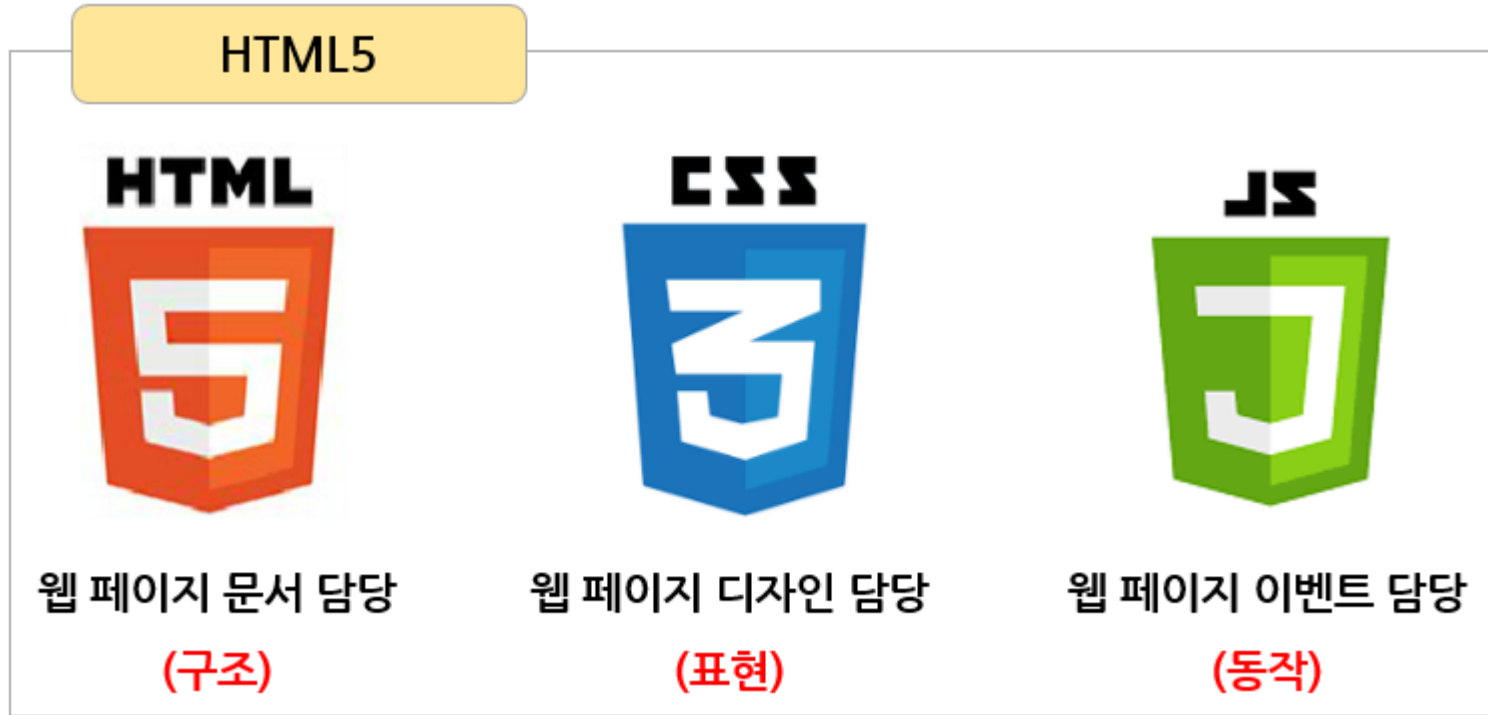 HTML5
HTML
5
웹 페이지 문서 담당
(구조)
CSS
3
웹 페이지 디자인 담당
(표현)
JS
J
웹 페이지 이벤트 담당
(동작)